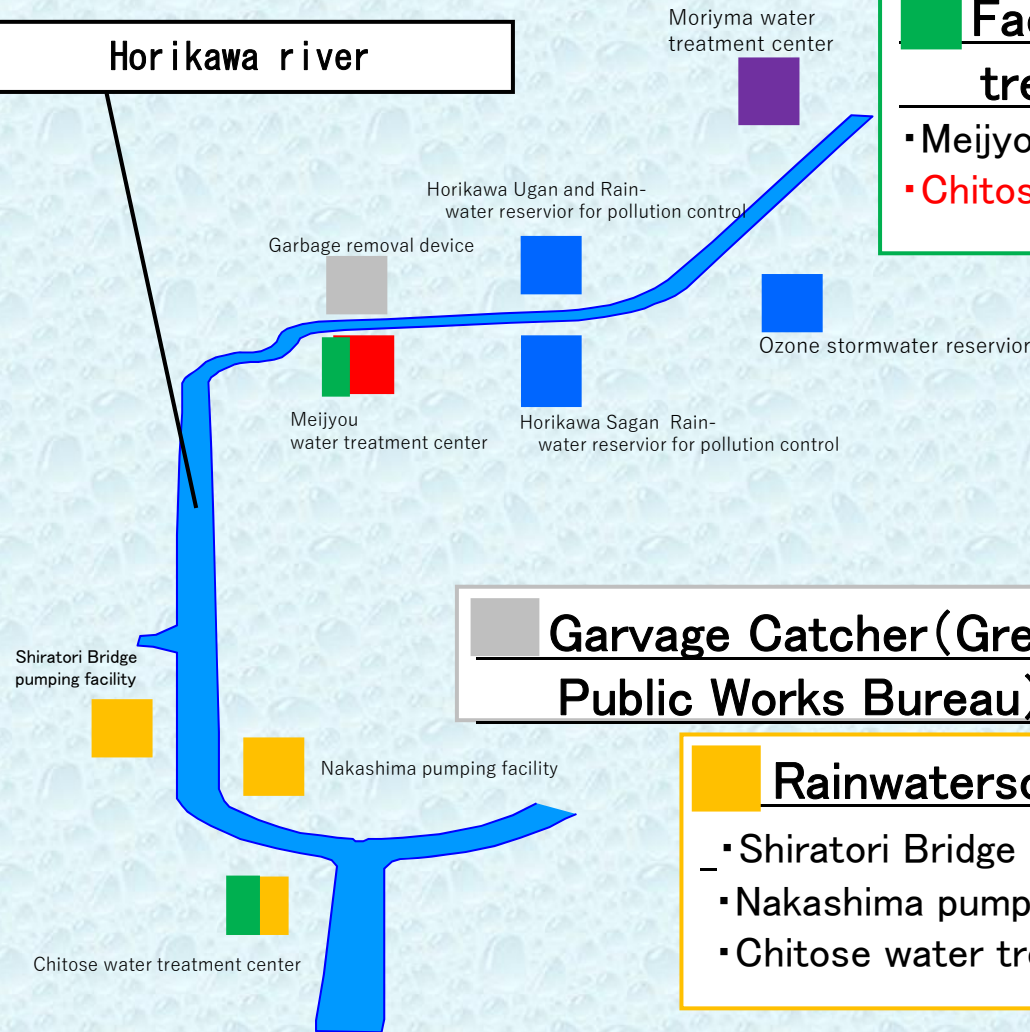 Horikawa river
Moriyma water
treatment center
Horikawa Ugan and Rain-
water reservior for pollution control
Garbage removal device
Ozone stormwater reservior
Meijyou
water treatment center
Horikawa Sagan Rain-
water reservior for pollution control
・Meijyo
・Chitos
Shiratori Bridge
pumping facility
Nakashima pumping facility
Chitose water treatment center
Garvage Catcher(Gre
Public Works Bureau)
Rainwatersc
・Shiratori Bridge
・Nakashima pump
・Chitose water tre